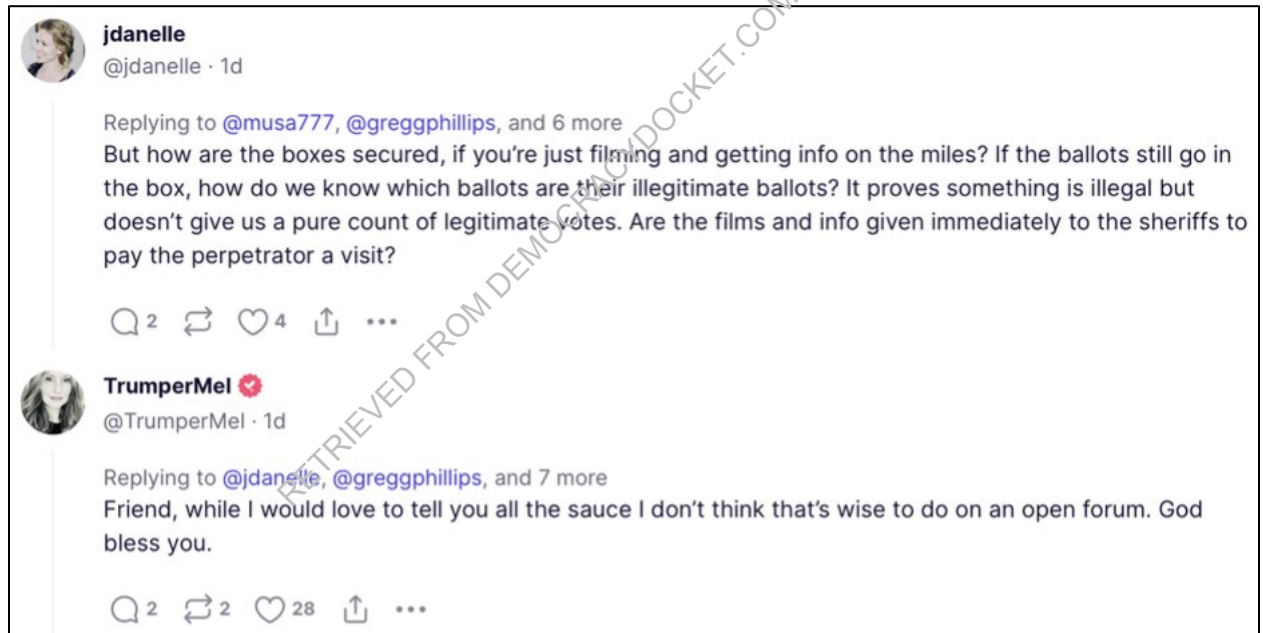 jdanelle
@jdanelle · 1d
Replying to @musa777, @greggphillips, and 6 more
But how are the boxes secured, if you’re just filming and getting info on the miles? If the ballots still go in
the box, how do we know which ballots are their illegitimate ballots? It proves something is illegal but
doesn’t give us a pure count of legitimate votes. Are the films and info given immediately to the sheriffs to
pay the perpetrator a visit?
2 4
TrumperMel
@TrumperMel · 1d
Replying to @jdanelle, @greggphillips, and 7 more
Friend, while I would love to tell you all the sauce I don’t think that’s wise to do on an open forum. God
bless you.
2 2 28
RETRIEVED FROM DEMOCRACYDOCKET.COM